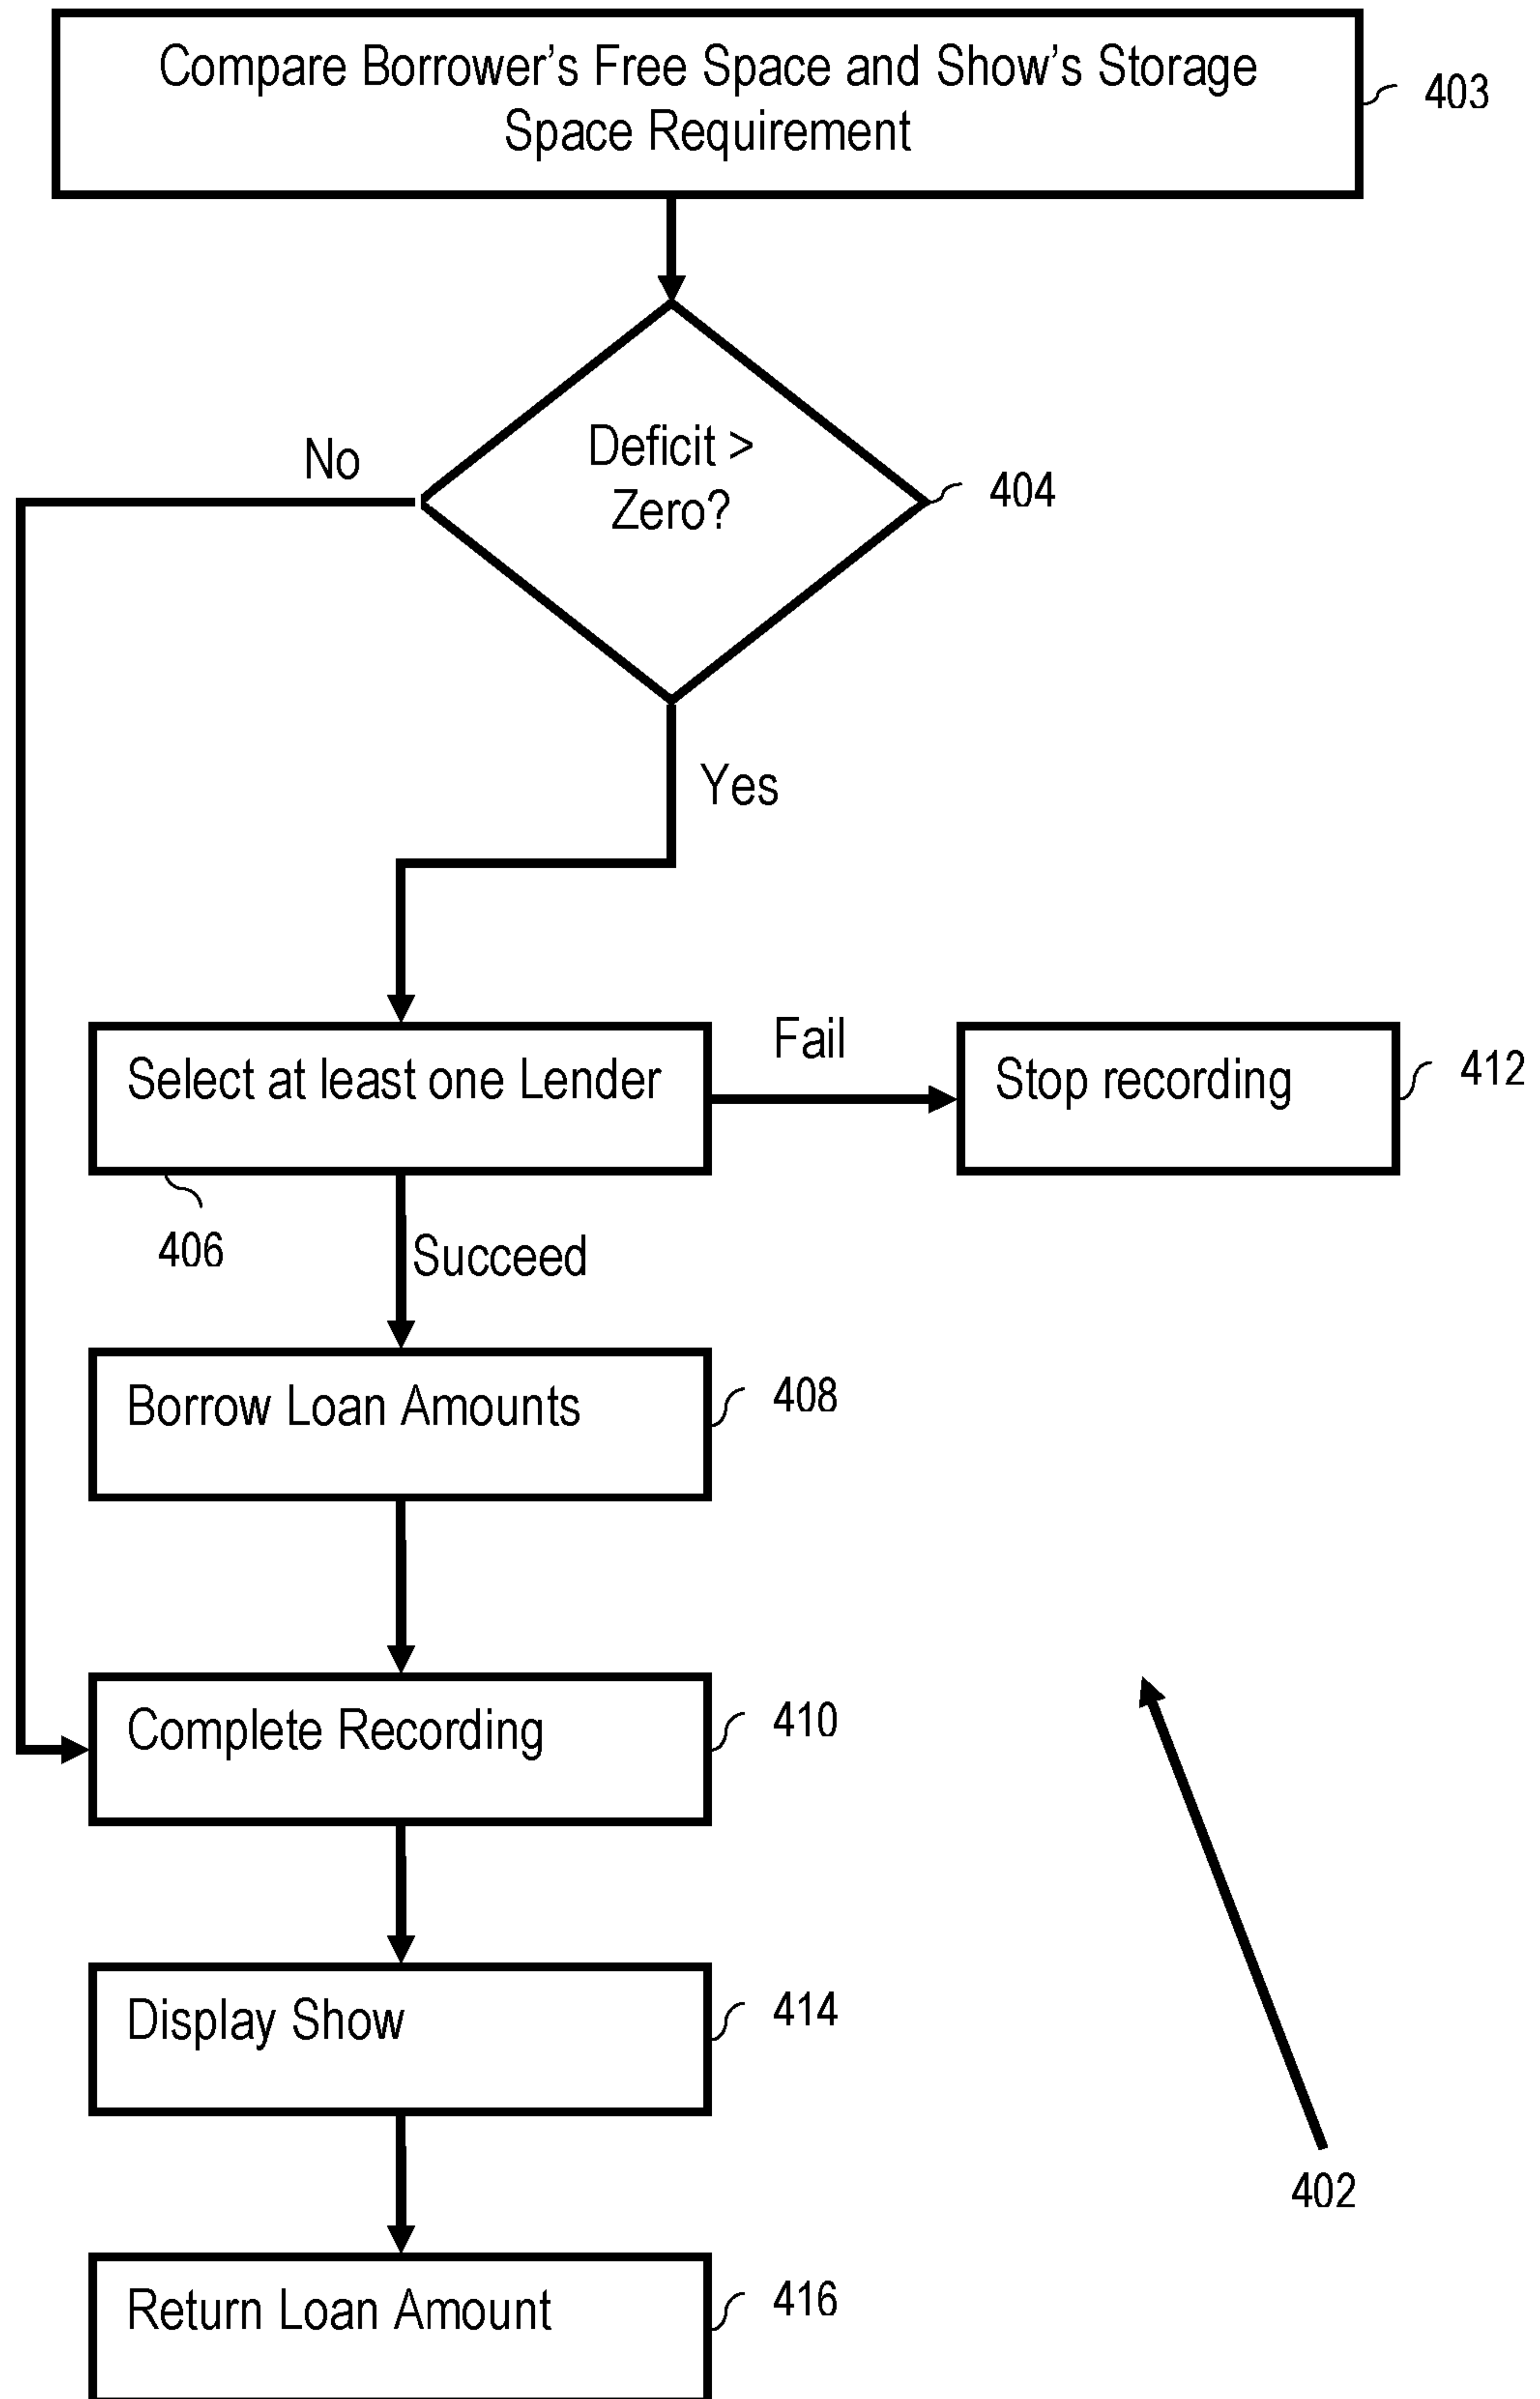 Compare Borrower's Free Space and Show's Storage
Space Requirement
403
Deficit >
Zero?
No
404
Yes
Select at least one Lender
Fail
Stop recording
412
406
Succeed
Borrow Loan Amounts
408
Complete Recording
410
Display Show
414
402
Return Loan Amount
416